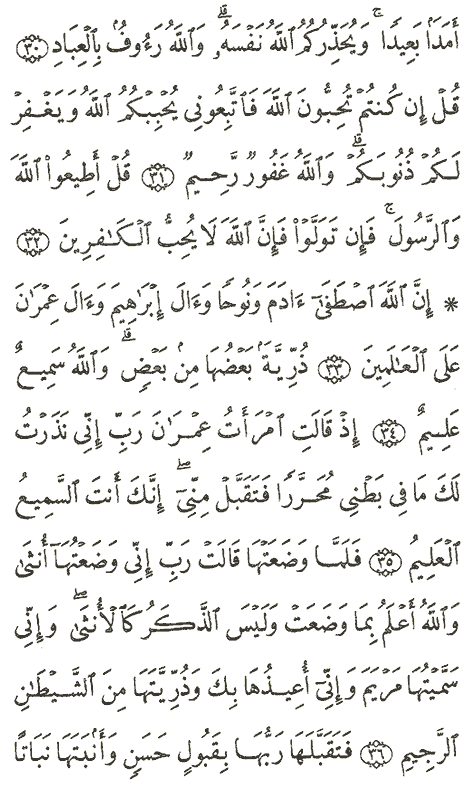 أَمَدَۢا بَعِيدٗاۗ وَيُحَذِّرُكُمُ ٱللَّهُ نَفۡسَهُۥۗ وَٱللَّهُ رَءُوفُۢ بِٱلۡعِبَادِ ٣٠
قُلۡ إِن كُنتُمۡ تُحِبُّونَ ٱللَّهَ فَٱتَّبِعُونِي يُحۡبِبۡكُمُ ٱللَّهُ وَيَغۡفِرۡ
لَكُمۡ ذُنُوبَكُمۡۗ وَٱللَّهُ غَفُورٞ رَّحِيمٞ ٣١ قُلۡ أَطِيعُواْ ٱللَّهَ
وَٱلرَّسُولَۖ فَإِن تَوَلَّوۡاْ فَإِنَّ ٱللَّهَ لَا يُحِبُّ ٱلۡكَٰفِرِينَ ٣٢
* إِنَّ ٱللَّهَ ٱصۡطَفَىٰٓ ءَادَمَ وَنُوحٗا وَءَالَ إِبۡرَٰهِيمَ وَءَالَ عِمۡرَٰنَ
عَلَى ٱلۡعَٰلَمِينَ ٣٣ ذُرِّيَّةَۢ بَعۡضُهَا مِنۢ بَعۡضٖۗ وَٱللَّهُ سَمِيعٌ
عَلِيمٌ ٣٤ إِذۡ قَالَتِ ٱمۡرَأَتُ عِمۡرَٰنَ رَبِّ إِنِّي نَذَرۡتُ
لَكَ مَا فِي بَطۡنِي مُحَرَّرٗا فَتَقَبَّلۡ مِنِّيٓۖ إِنَّكَ أَنتَ ٱلسَّمِيعُ
ٱلۡعَلِيمُ ٣٥ فَلَمَّا وَضَعَتۡهَا قَالَتۡ رَبِّ إِنِّي وَضَعۡتُهَآ أُنثَىٰ
وَٱللَّهُ أَعۡلَمُ بِمَا وَضَعَتۡ وَلَيۡسَ ٱلذَّكَرُ كَٱلۡأُنثَىٰۖ وَإِنِّي
سَمَّيۡتُهَا مَرۡيَمَ وَإِنِّيٓ أُعِيذُهَا بِكَ وَذُرِّيَّتَهَا مِنَ ٱلشَّيۡطَٰنِ
ٱلرَّجِيمِ ٣٦ فَتَقَبَّلَهَا رَبُّهَا بِقَبُولٍ حَسَنٖ وَأَنۢبَتَهَا نَبَاتًا